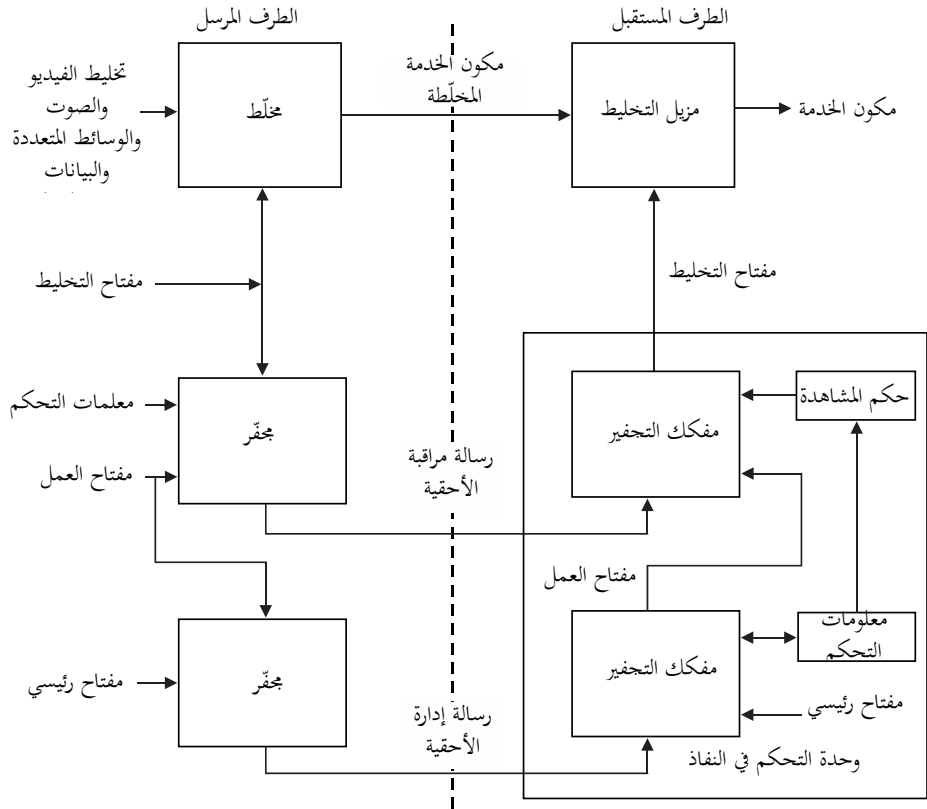 الطرف المرسل
الطرف المستقبل
تخليط الفيديو
والصوت
والوسائط المتعددة
والبيانات
مخلّط
مكون الخدمة
المخلّطة
مزيل التخليط
مكون الخدمة
مفتاح التخليط
مفتاح التخليط
معلمات التحكم
مفتاح العمل
مجفّر
رسالة مراقبة
الأحقية
مفكك التجفير
حكم المشاهدة
مفتاح العمل
معلومات
التحكم
مفتاح رئيسي
مجفّر
رسالة إدارة
الأحقية
مفكك التجفير
مفتاح رئيسي
وحدة التحكم في النفاذ